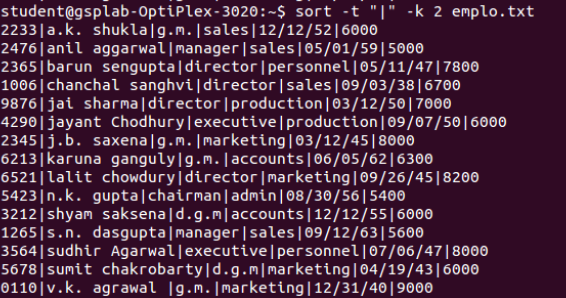 student@gsplab-OptiPlex-3020:~$ sort -t "|" -k 2 emplo.txt
2233|a.k. shukla|g.m.|sales|12/12/52|6000
2476|anil aggarwal|manager|sales|05/01/59|5000
2365|barun sengupta|director|personnel|05/11/47|7800
1006|chanchal sanghvi|director|sales|09/03/38|6700
9876|jai sharma|director|production|03/12/50|7000
4290|jayant Chodhury|executive|production|09/07/50|6000
2345|j.b. saxena|g.m.|marketing|03/12/45|8000
6213|karuna ganguly|g.m.|accounts|06/05/62|6300
6521|lalit chowdury|director|marketing|09/26/45|8200
5423|n.k. gupta|chairman|admin|08/30/56|5400
3212|shyam saksena|d.g.m|accounts|12/12/55|6000
1265|s.n. dasgupta|manager|sales|09/12/63|5600
3564|sudhir Agarwal|executive|personnel|07/06/47|8000
5678|sumit chakrobarty|d.g.m|marketing|04/19/43|6000
0110|v.k. agrawal |g.m.|marketing|12/31/40|9000